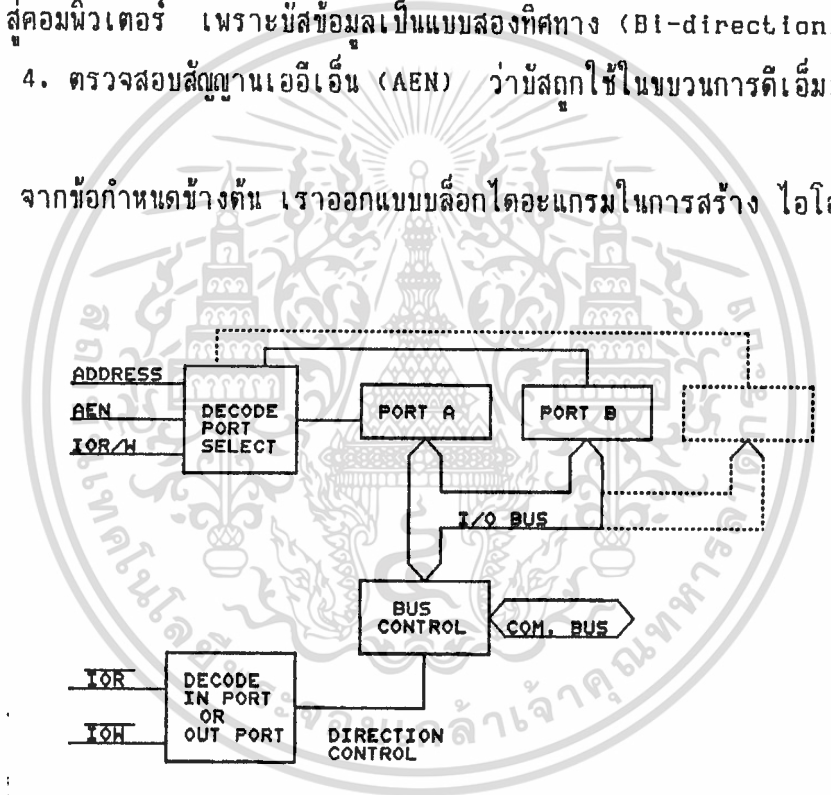 สู่คอมพิวเตอร์ เพราะบัสข้อมูลเป็นแบบสองทิศทาง (Bi-direction
4. ตรวจสอบสัญญานเออีเอ็น (AEN) ว่าบัสถูกใช้ในขบวนการดีเอ็ม
จากข้อกำหนดข้างต้น เราออกแบบบล็อกไดอะแกรมในการสร้าง ไอโอ
ADDRESS
AEN
IOR/W
DECODE
PORT
SELECT
PORT A
PORT B
I/O BUS
BUS
CONTROL
COM. BUS
IOR
IOW
DECODE
IN PORT
OR
OUT PORT
DIRECTION
CONTROL